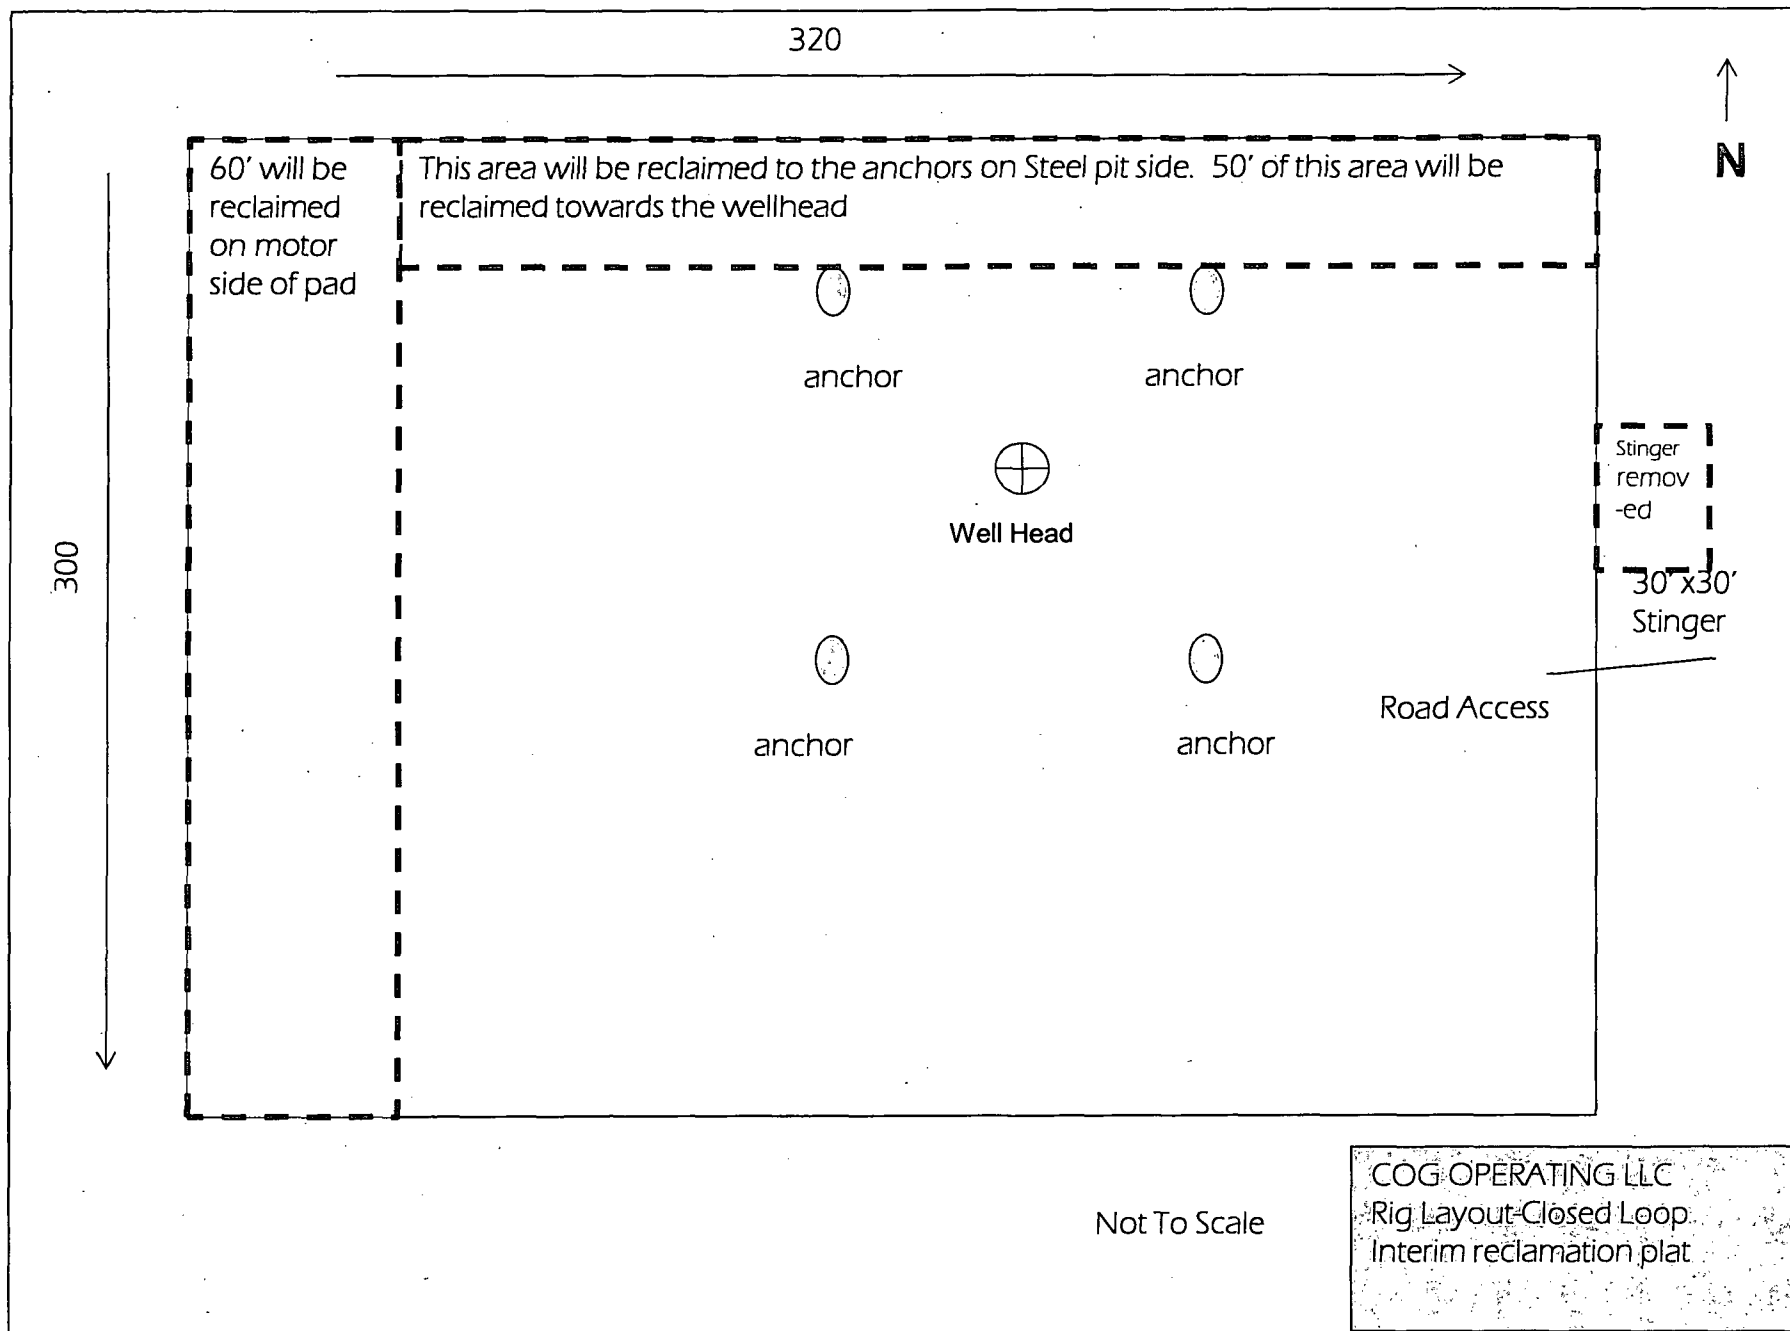 320
N
60' will be
reclaimed
on motor
side of pad
This area will be reclaimed to the anchors on Steel pit side. 50' of this area will be
reclaimed towards the wellhead
anchor
anchor
Stinger
remov
-ed
Well Head
300
30' x30'
Stinger
Road Access
anchor
anchor
Not To Scale
COG OPERATING LLC
Rig Layout-Closed Loop
Interim reclamation plat